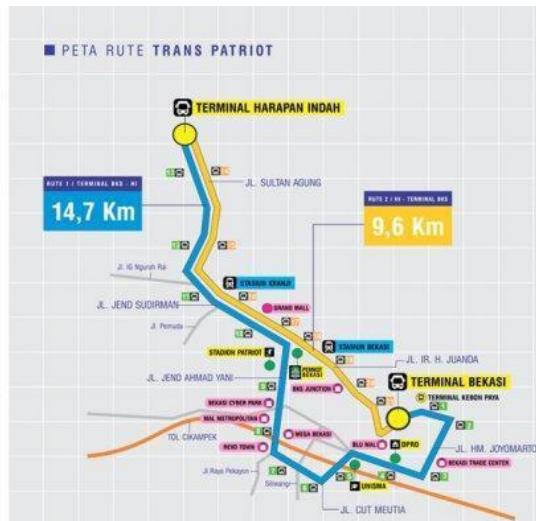 PETA RUTE TRANS PATRIOT
TERMINAL HARAPAN INDAH
JL. SULTAN AGUNG
RUTE 1 / TERMINAL BKS - HI
14,7 Km
RUTE 2 / HI - TERMINAL BKS
9,6 Km
Jl. IG Ngurah Rai
STASIUN KRANJI
JL. JEND SUDIRMAN
GRAND MALL
Jl. Pemuda
STASIUN BEKASI
STADION PATRIOT
PEMKOT
BEKASI
JL. IR. H. JUANDA
JL. JEND AHMAD YANI
BKS JUNCTION
TERMINAL BEKASI
TERMINAL KEBON PAYA
BEKASI CYBER PARK
MAL METROPOLITAN
TOL CIKAMPEK
MEGA BEKASI
BLU MALL
DPRD
REVO TOWN
JL. HM. JOYOMARTO
BEKASI TRADE CENTER
Jl Raya Pekayon
Siliwangi
UNISMA
JL. CUT MEUTIA